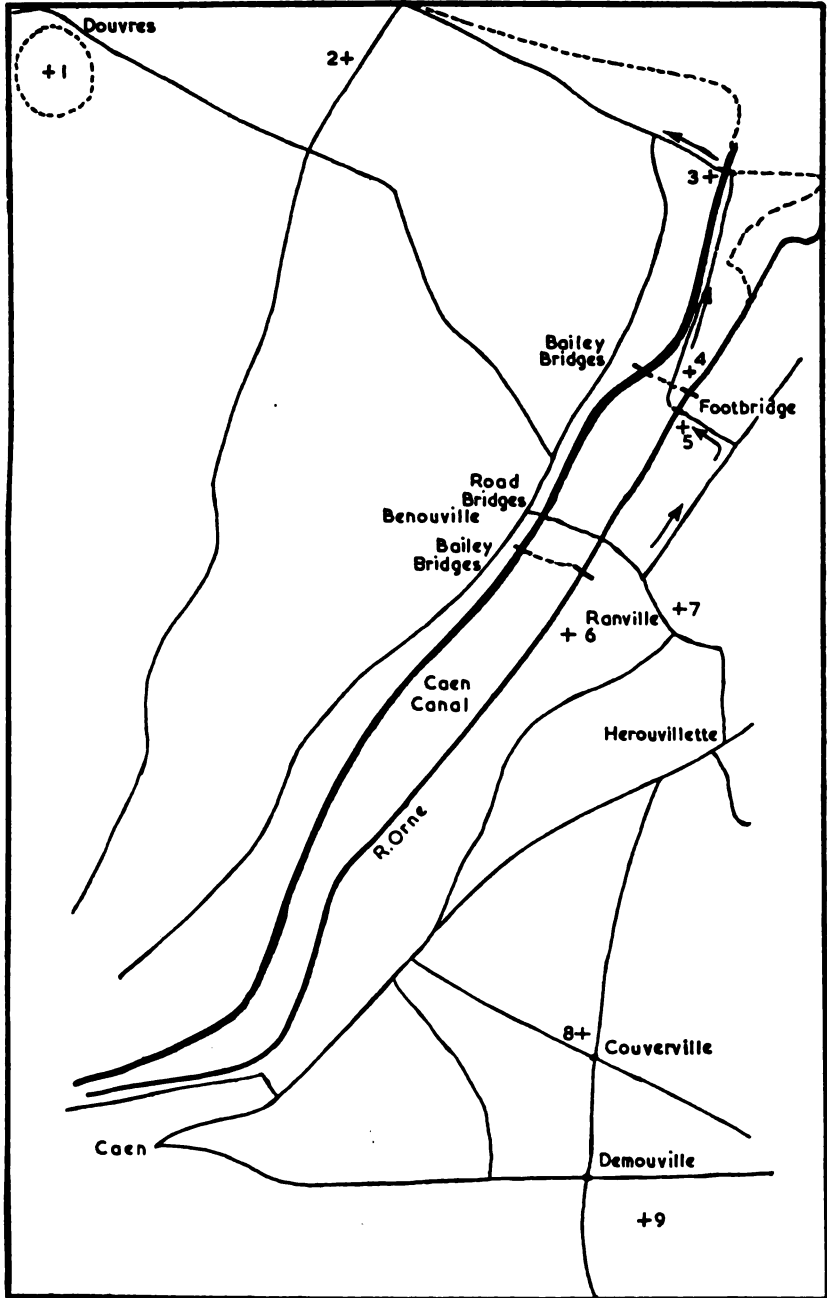 Douvres
+1
2+
3+
Bailey
Bridges
+4
Footbridge
+
5
Road
Bridges
Benouville
Bailey
Bridges
Ranville
+7
+ 6
Caen
Canal
Herouvillette
R.Orne
8+
Couverville
Caen
Demouville
+9